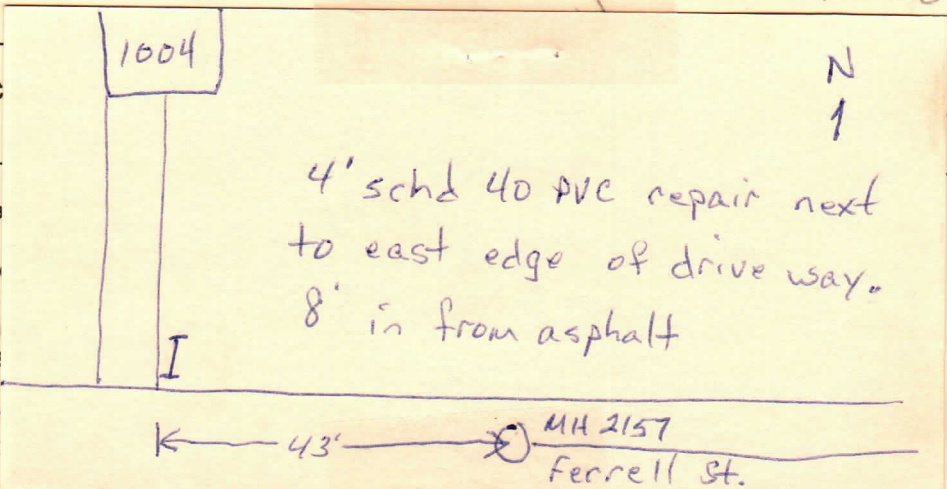 1004
N
4' schd 40 PVC repair next
to east edge of drive way.
8' in from asphalt
43'
MH 2157
Ferrell St.